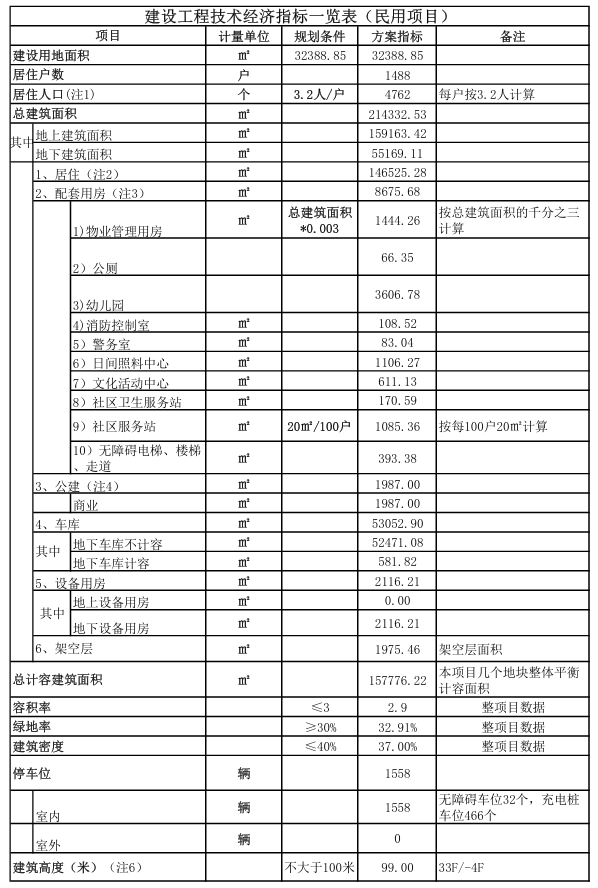 建设工程技术经济指标一览表（民用项目）
项目 计量单位 规划条件 方案指标 备注
建设用地面积 ㎡ 32388.85 32388.85
居住户数 户 1488
居住人口(注1) 个 3.2人/户 4762 每户按3.2人计算
总建筑面积 ㎡ 214332.53
其中 地上建筑面积 ㎡ 159163.42
地下建筑面积 ㎡ 55169.11
1、居住（注2） ㎡ 146525.28
2、配套用房（注3） ㎡ 8675.68
1)物业管理用房 ㎡ 总建筑面积 1444.26 按总建筑面积的千分之三
*0.003 计算
2）公厕 66.35
3)幼儿园 3606.78
4)消防控制室 ㎡ 108.52
5）警务室 ㎡ 83.04
6）日间照料中心 ㎡ 1106.27
7）文化活动中心 ㎡ 611.13
8）社区卫生服务站 ㎡ 170.59
9）社区服务站 ㎡ 20㎡/100户 1085.36 按每100户20㎡计算
10）无障碍电梯、楼梯
、走道 ㎡ 393.38
3、公建（注4） ㎡ 1987.00
商业 ㎡ 1987.00
4、车库 ㎡ 53052.90
其中 地下车库不计容 ㎡ 52471.08
地下车库计容 ㎡ 581.82
5、设备用房 ㎡ 2116.21
其中 地上设备用房 ㎡ 0.00
地下设备用房 ㎡ 2116.21
6、架空层 ㎡ 1975.46 架空层面积
总计容建筑面积 ㎡ 157776.22 本项目几个地块整体平衡
计容面积
容积率 ≤3 2.9 整项目数据
绿地率 ≥30% 32.91% 整项目数据
建筑密度 ≤40% 37.00% 整项目数据
停车位 辆 1558
室内 辆 1558 无障碍车位32个，充电桩
车位466个
室外 辆 0
建筑高度（米）（注6） 不大于100米 99.00 33F/-4F